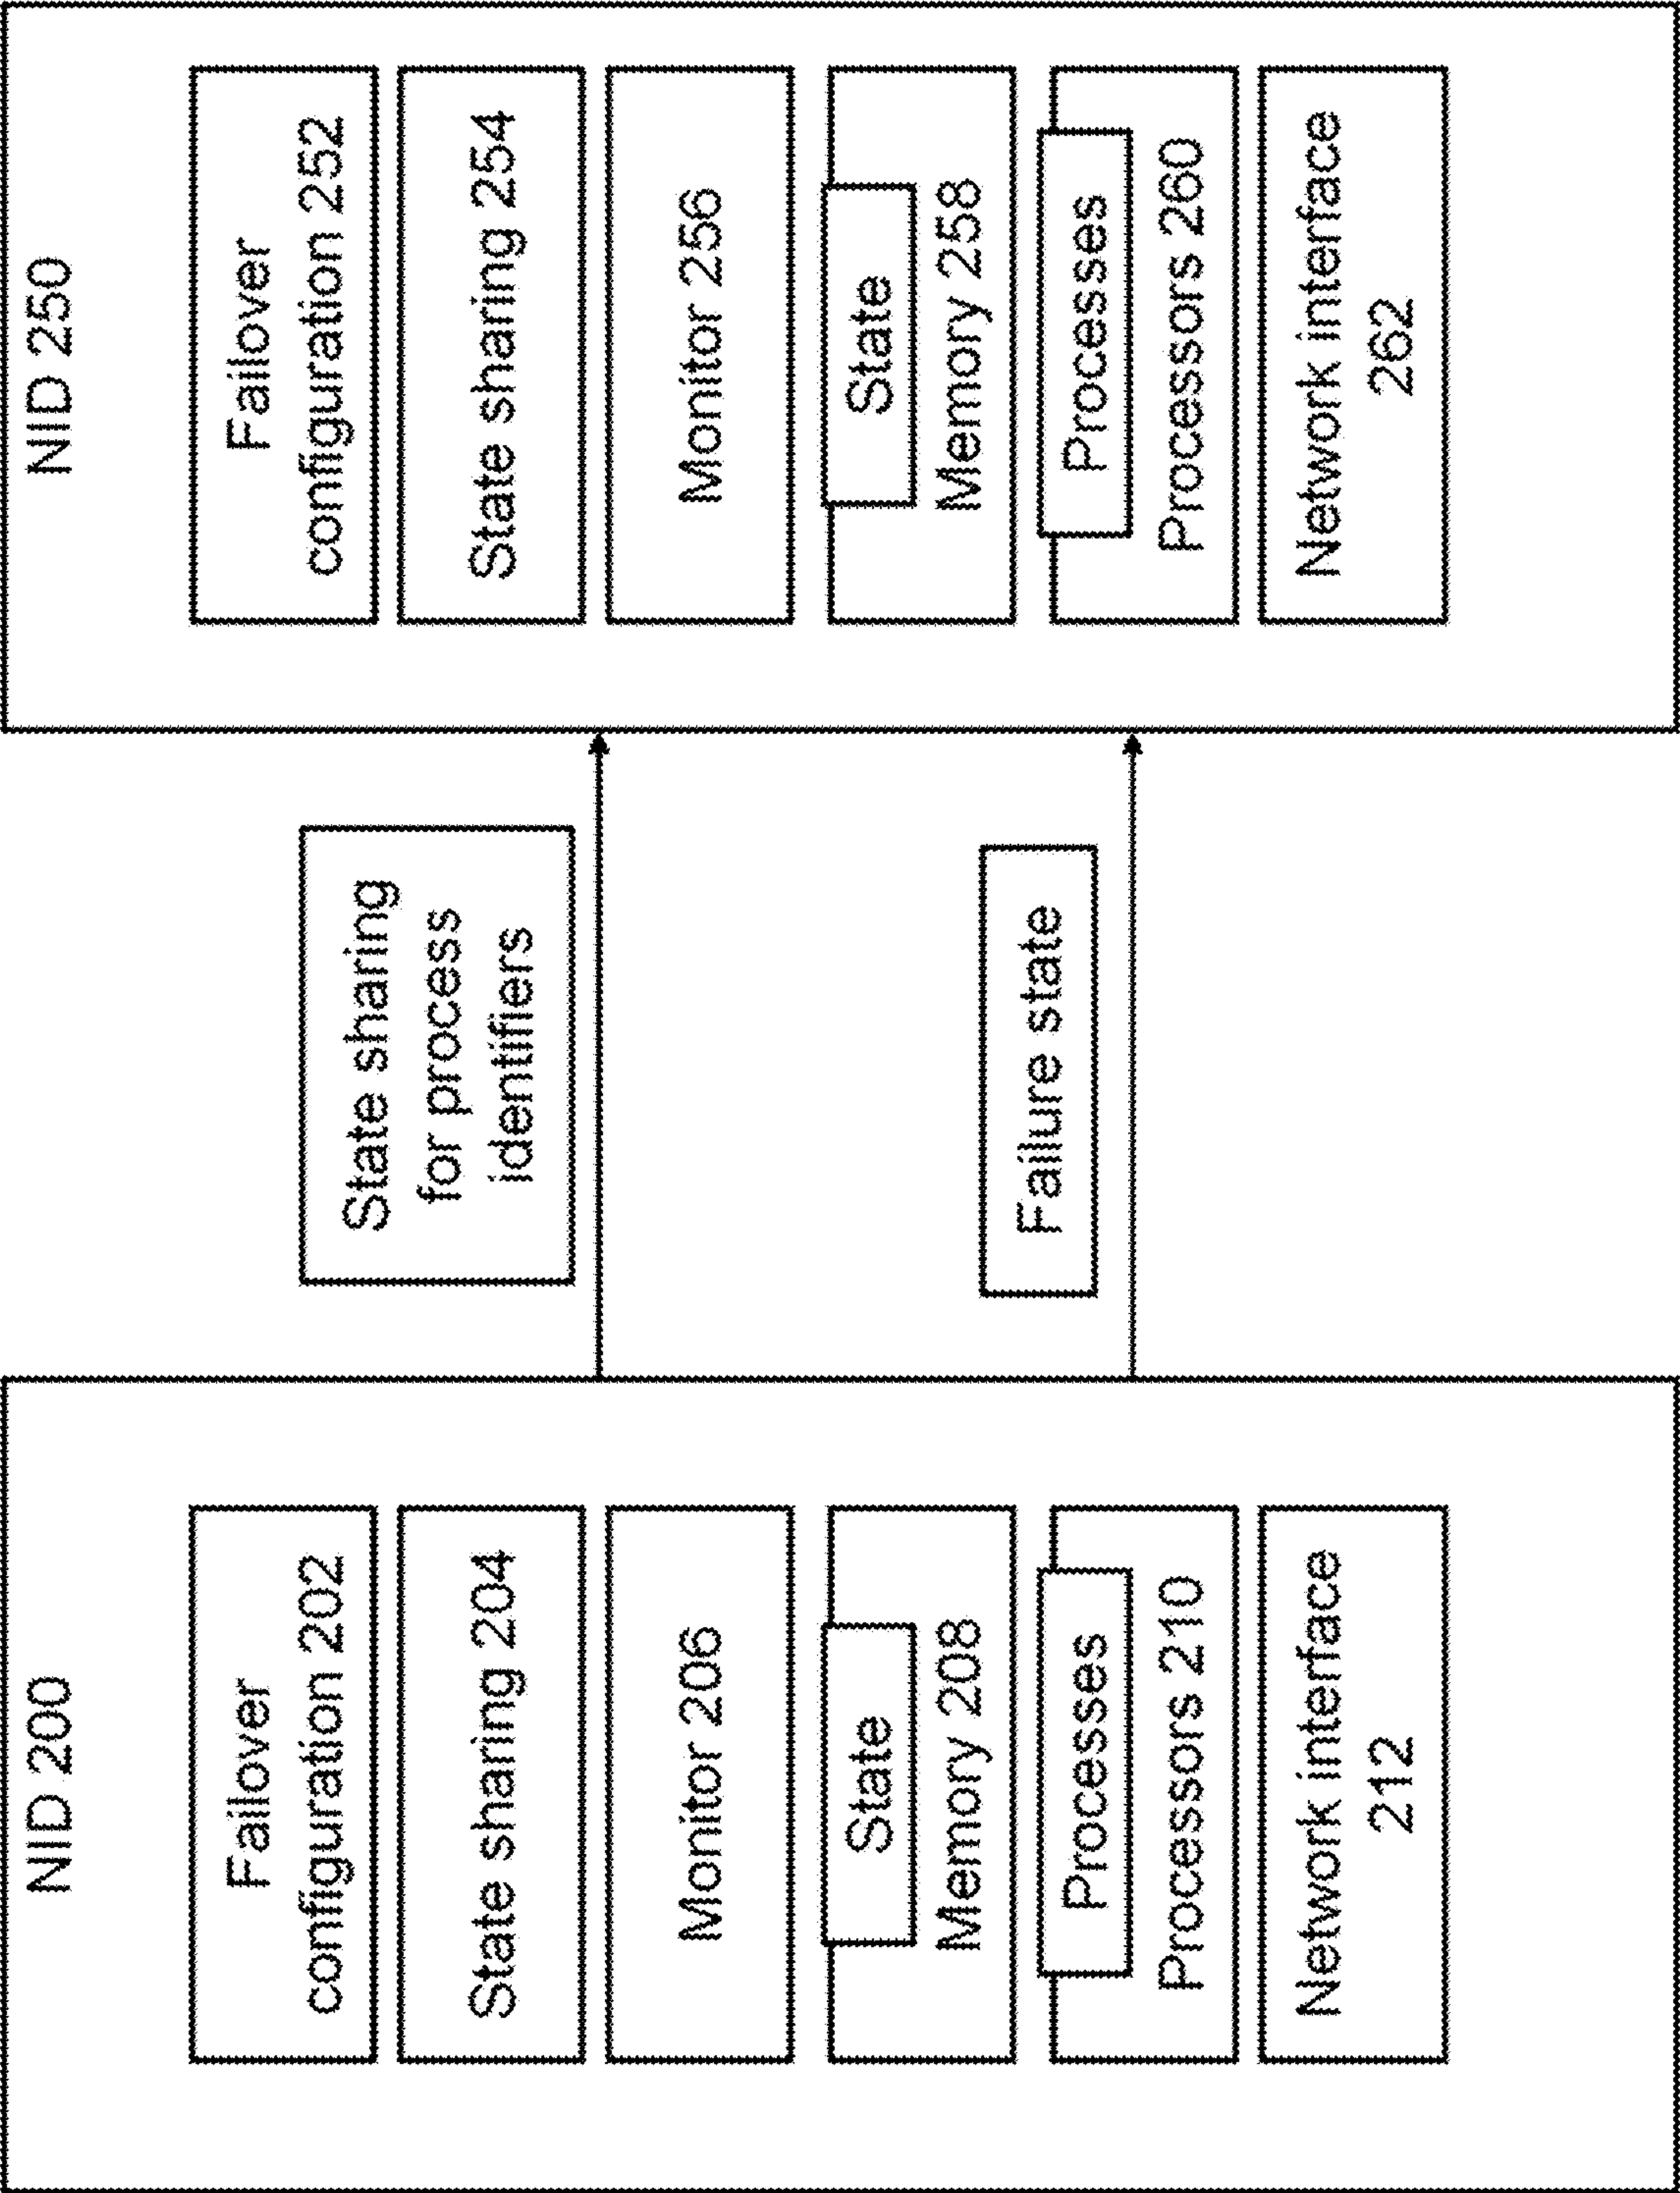 NID 200
Failover
configuration 202
State sharing 204
Monitor 206
State
Memory 208
Processes
Processors 210
Network interface
212
State sharing
for process
identifiers
Failure state
NID 250
Failover
configuration 252
State sharing 254
Monitor 256
State
Memory 258
Processes
Processors 260
Network interface
262